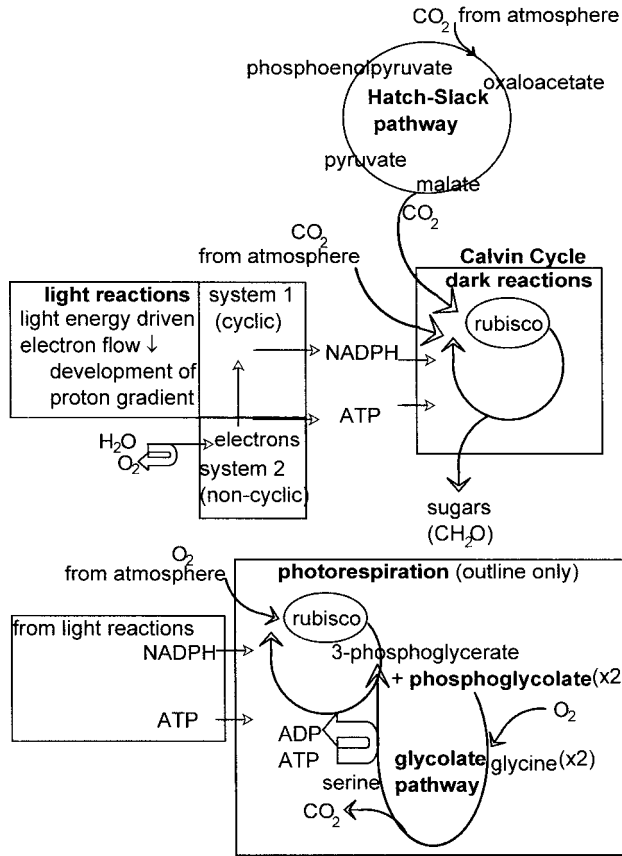 CO2 from atmosphere
phosphoenolpyruvate
oxaloacetate
Hatch-Slack
pathway
pyruvate
malate
CO2
CO2
from atmosphere
Calvin Cycle
dark reactions
rubisco
light reactions
light energy driven
electron flow ↓
development of
proton gradient
system 1
(cyclic)
NADPH
ATP
H2O
O2
electrons
system 2
(non-cyclic)
sugars
(CH2O)
O2
from atmosphere
photorespiration (outline only)
rubisco
from light reactions
NADPH
ATP
3-phosphoglycerate
+ phosphoglycolate(x2
O2
ADP
ATP
glycolate
pathway
glycine(x2)
serine
CO2